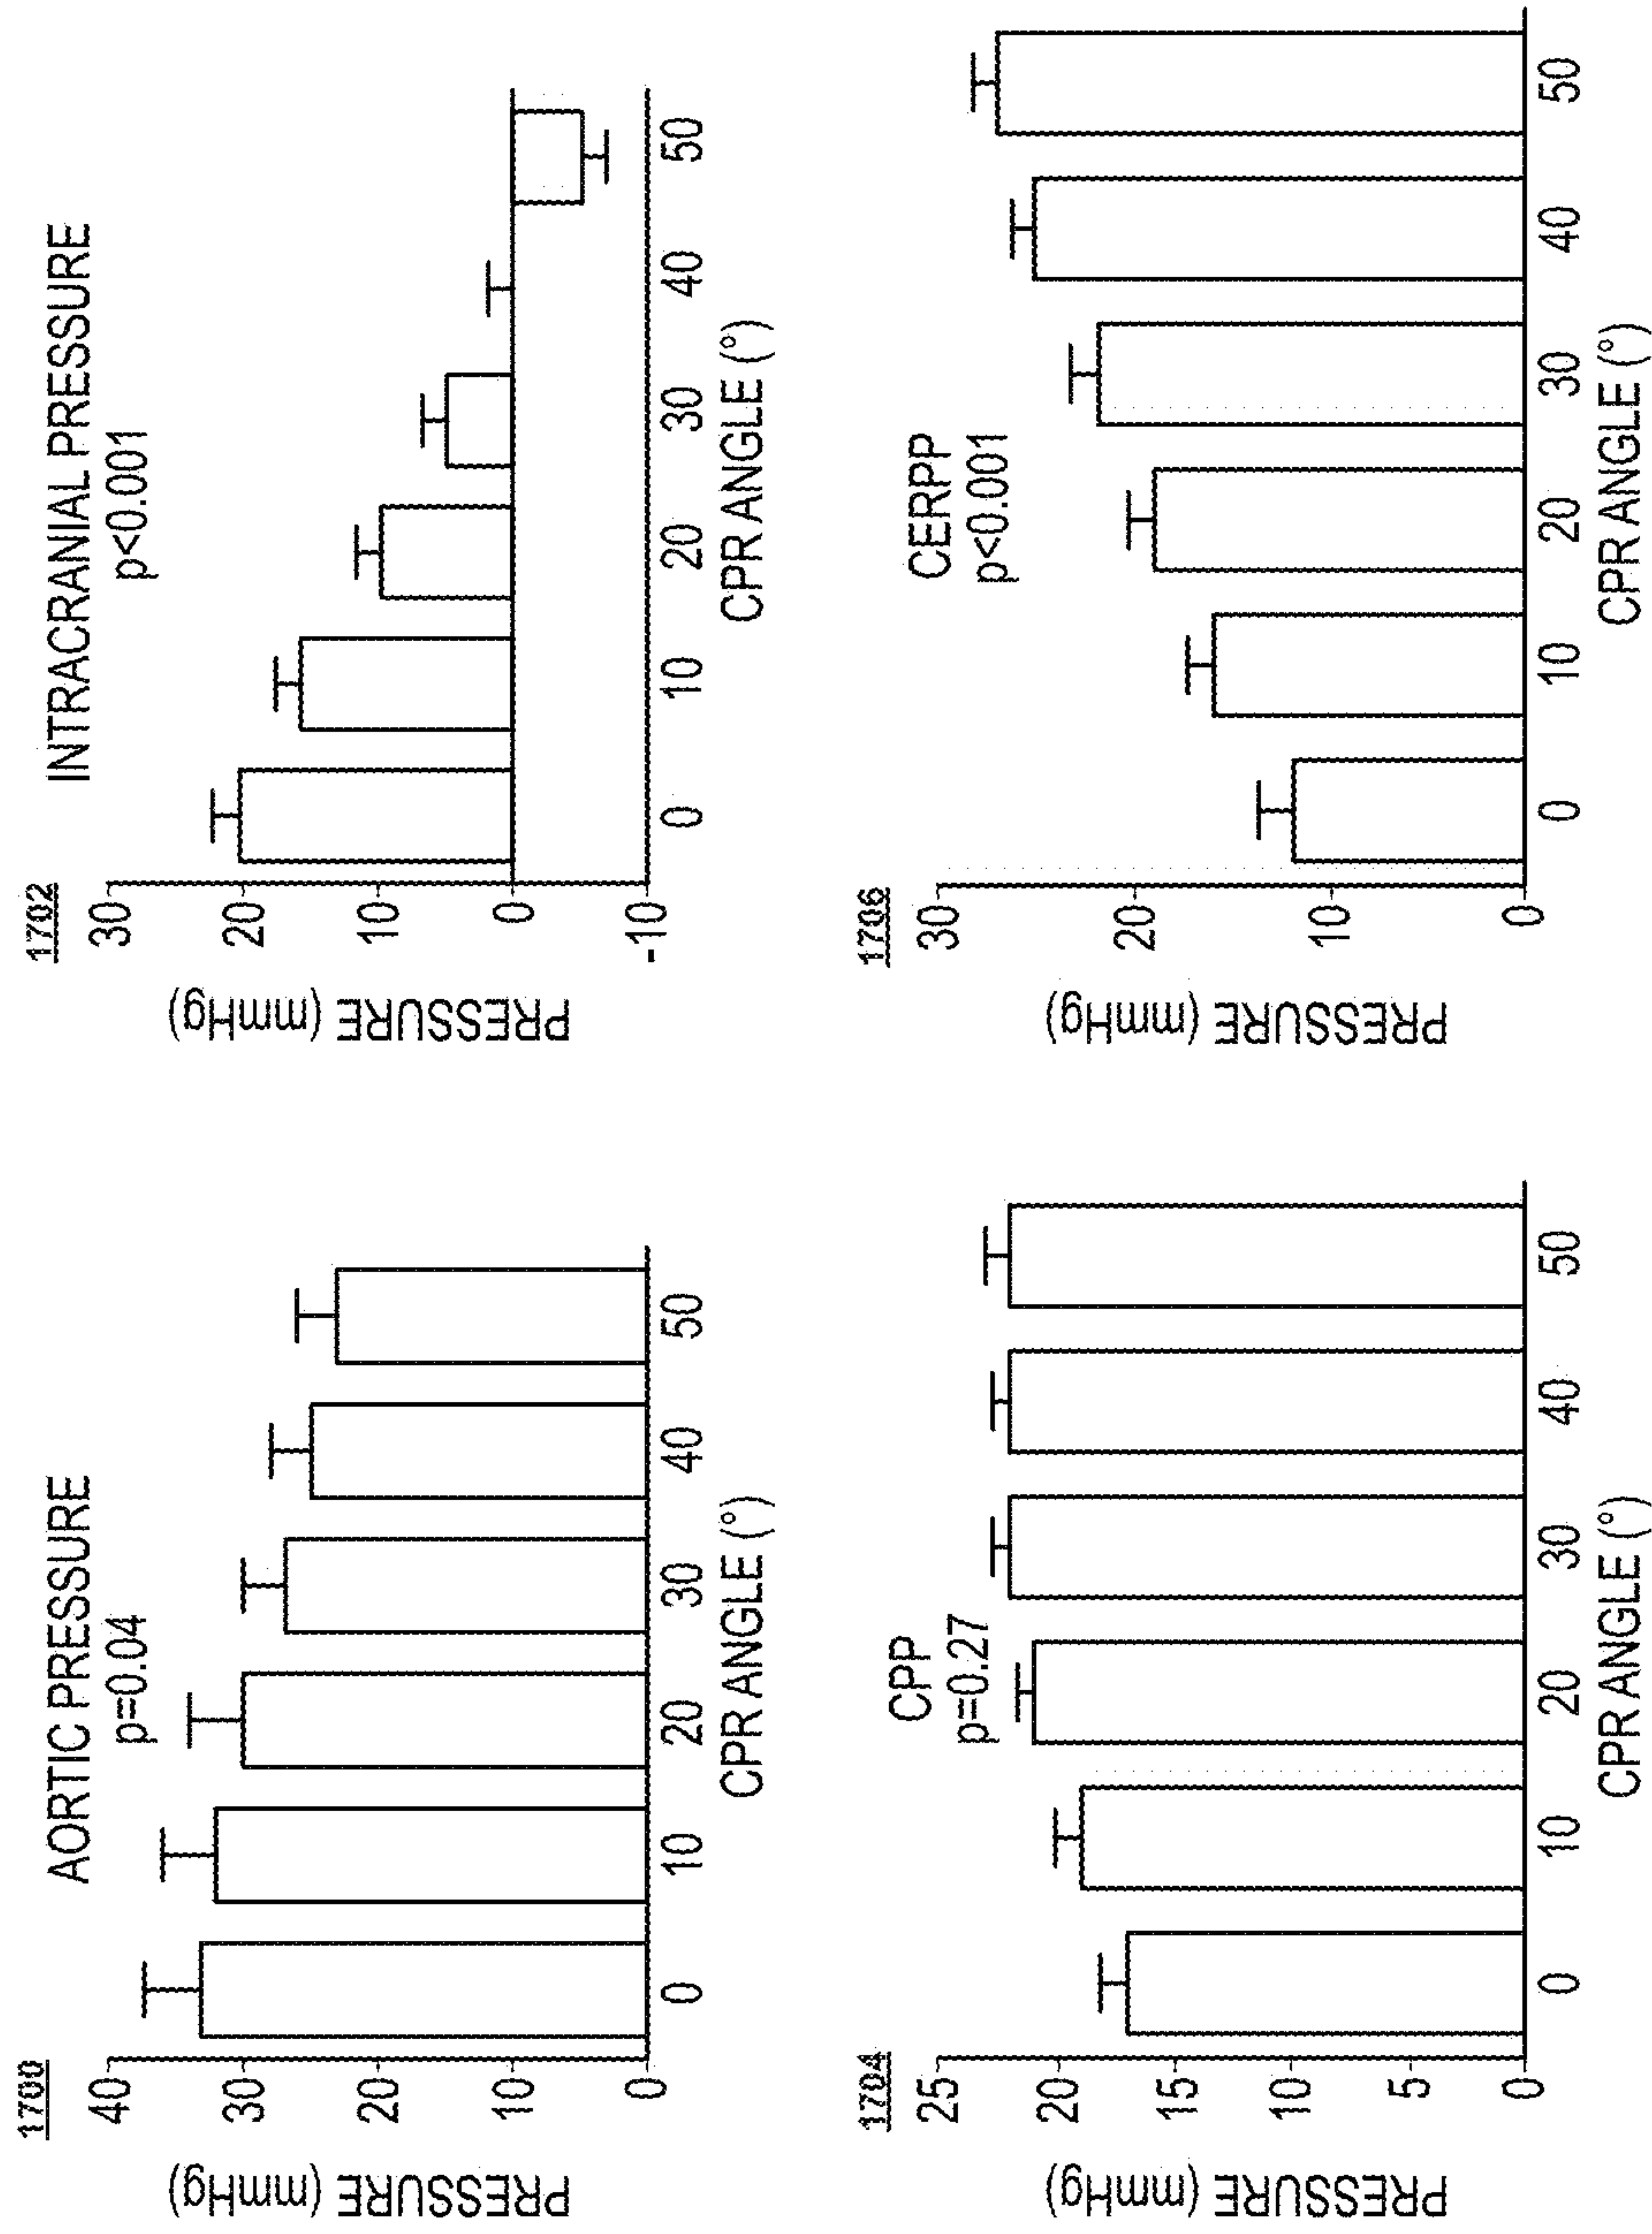 1700
AORTIC PRESSURE
p=0.04
PRESSURE (mmHg)
40
30
20
10
0
0 10 20 30 40 50
CPR ANGLE (°)
1702
INTRACRANIAL PRESSURE
p<0.001
PRESSURE (mmHg)
30
20
10
0
-10
0 10 20 30 40 50
CPR ANGLE (°)
1704
CPP
p=0.27
PRESSURE (mmHg)
25
20
15
10
5
0
0 10 20 30 40 50
CPR ANGLE (°)
1706
CERPP
p<0.001
PRESSURE (mmHg)
30
20
10
0
0 10 20 30 40 50
CPR ANGLE (°)